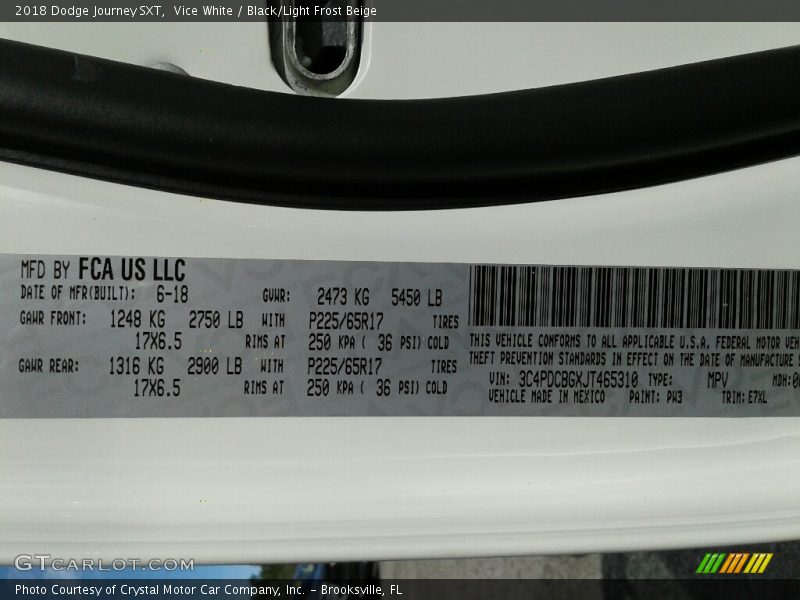 2018 Dodge Journey SXT, Vice White / Black/Light Frost Beige
MFD BY FCA US LLC
DATE OF MFR(BUILT): 6-18 GVWR: 2473 KG 5450 LB
GAWR FRONT: 1248 KG 2750 LB WITH P225/65R17 TIRES
17X6.5 RIMS AT 250 KPA ( 36 PSI) COLD
GAWR REAR: 1316 KG 2900 LB WITH P225/65R17 TIRES
17X6.5 RIMS AT 250 KPA ( 36 PSI) COLD
THIS VEHICLE CONFORMS TO ALL APPLICABLE U.S.A. FEDERAL MOTOR VEH
THEFT PREVENTION STANDARDS IN EFFECT ON THE DATE OF MANUFACTURE S
VIN: 3C4PDCBGXJT465310 TYPE: MPV MDH:
VEHICLE MADE IN MEXICO PAINT: PW3 TRIM: E7XL
GTCARLOT.COM
Photo Courtesy of Crystal Motor Car Company, Inc. – Brooksville, FL